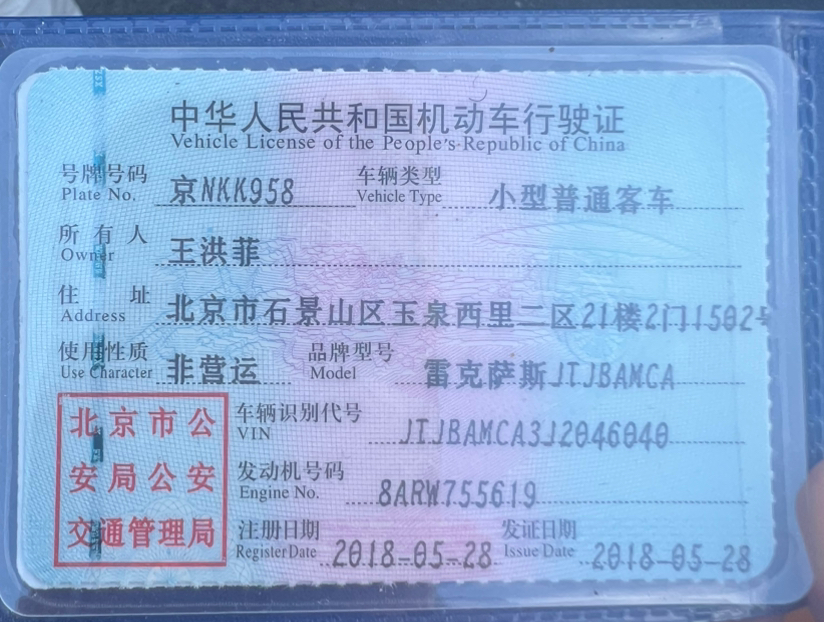 中华人民共和国机动车行驶证
Vehicle License of the People's Republic of China
号牌号码 京NKK958 车辆类型 小型普通客车
Plate No. Vehicle Type
所有人 王洪菲
Owner
住址 北京市石景山区玉泉西里二区21楼2门1502号
Address
使用性质 非营运 品牌型号 雷克萨斯JTJBAMCA
Use Character Model
北京市公 车辆识别代号 JTJBAMCA3J2046040
VIN
安局公安 发动机号码 8ARW755619
Engine No.
交通管理局 注册日期 2018-05-28 发证日期 2018-05-28
Register Date Issue Date